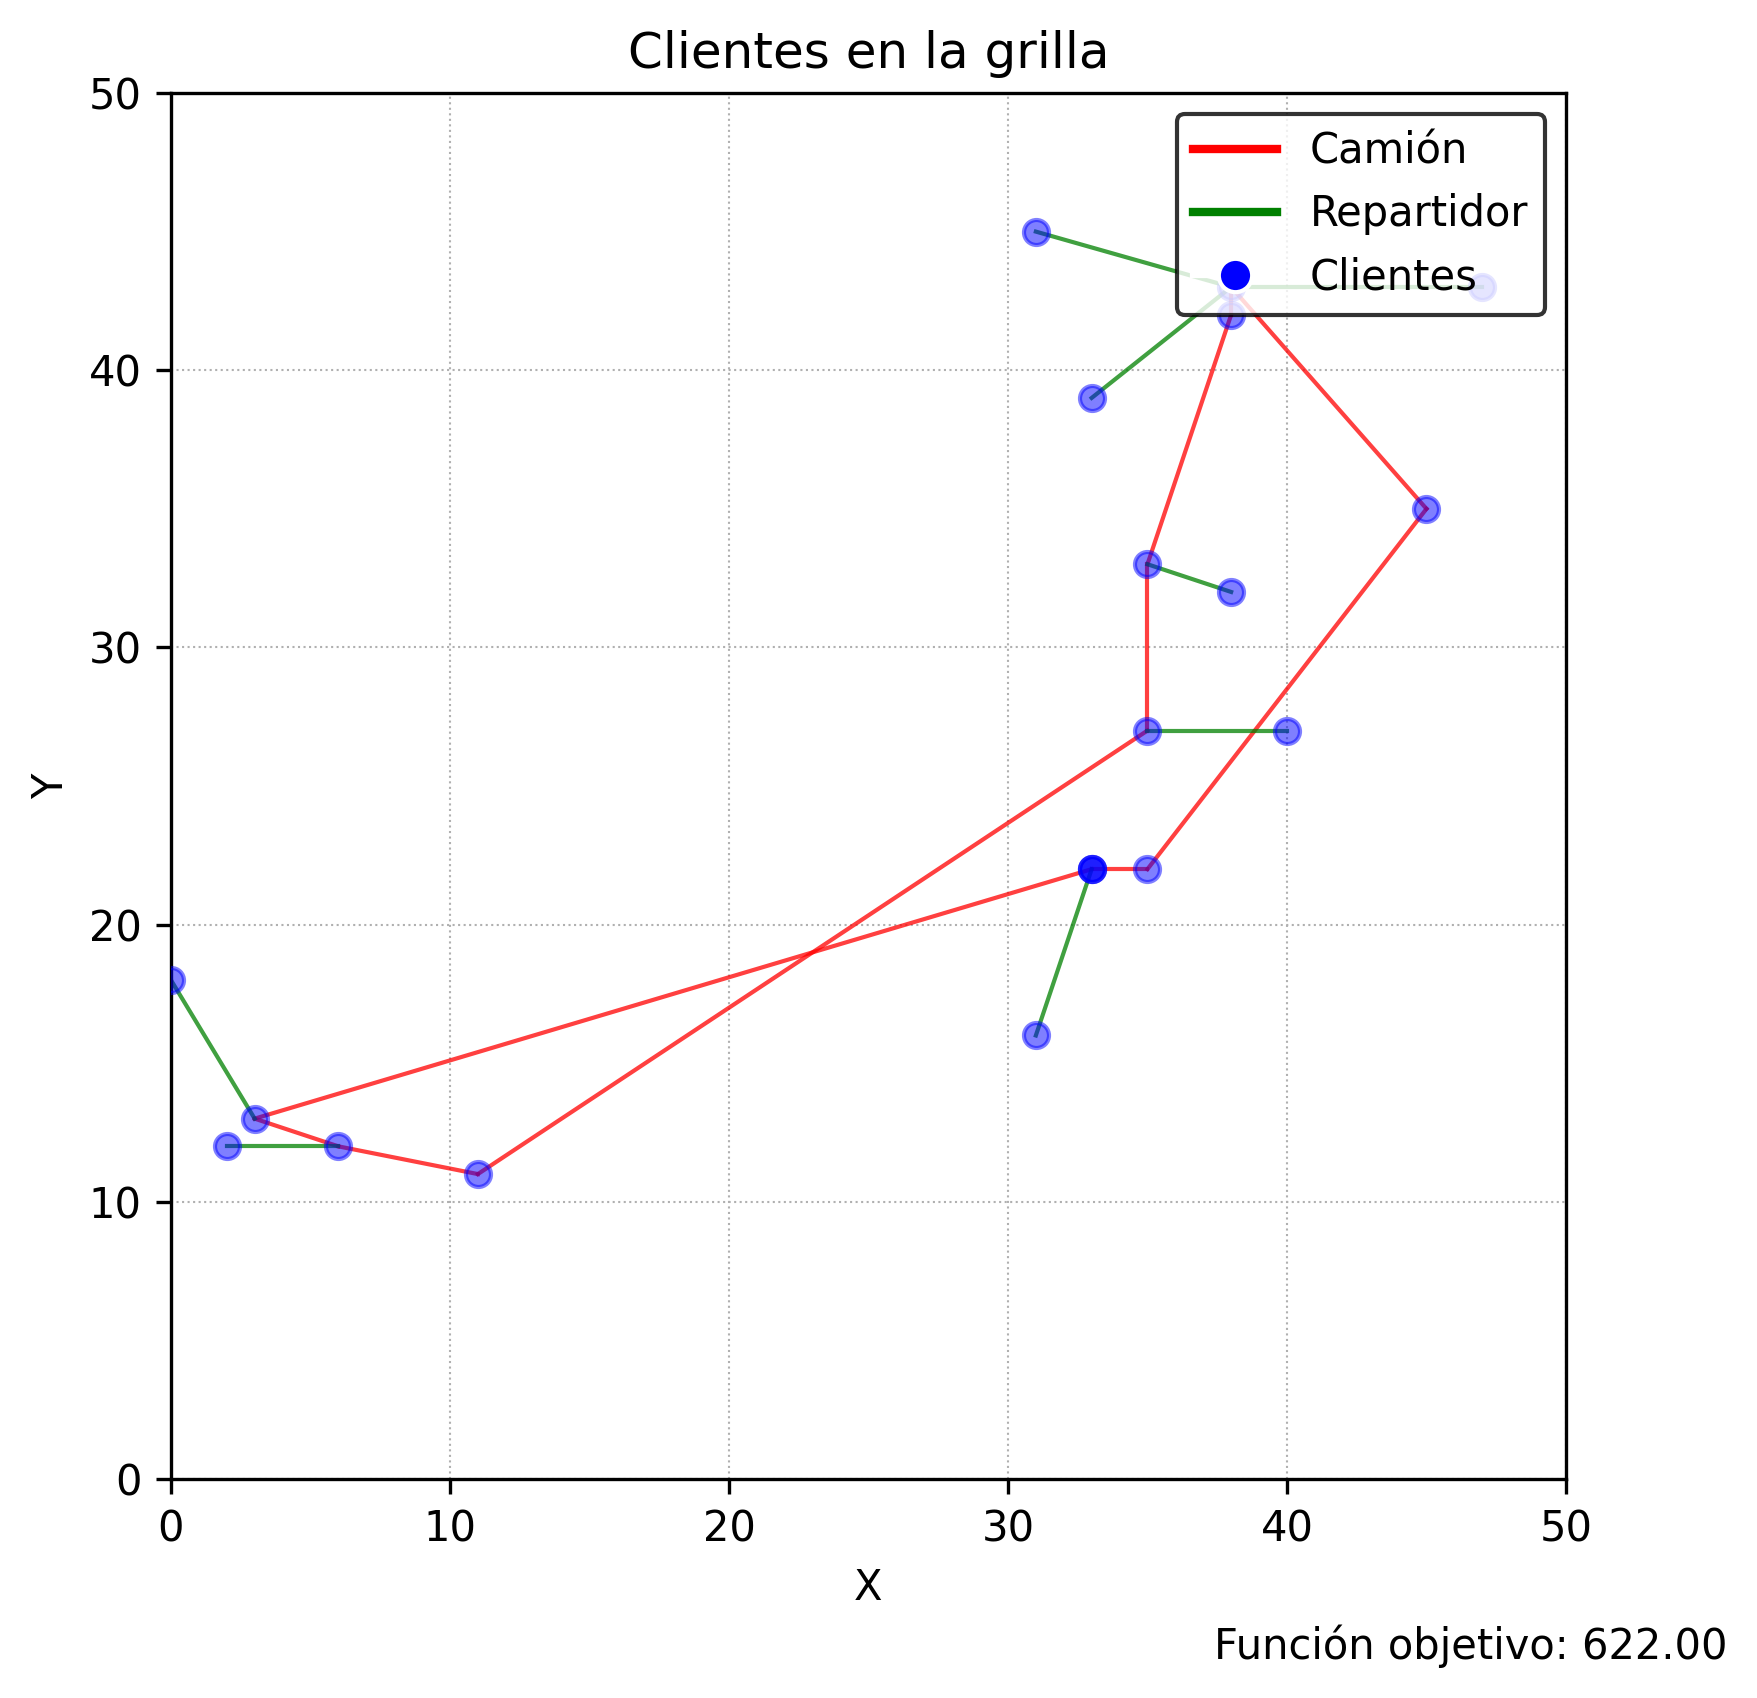 Clientes en la grilla
Camión
Repartidor
Clientes
50
40
30
20
10
0
Y
0 10 20 30 40 50
X
Función objetivo: 622.00